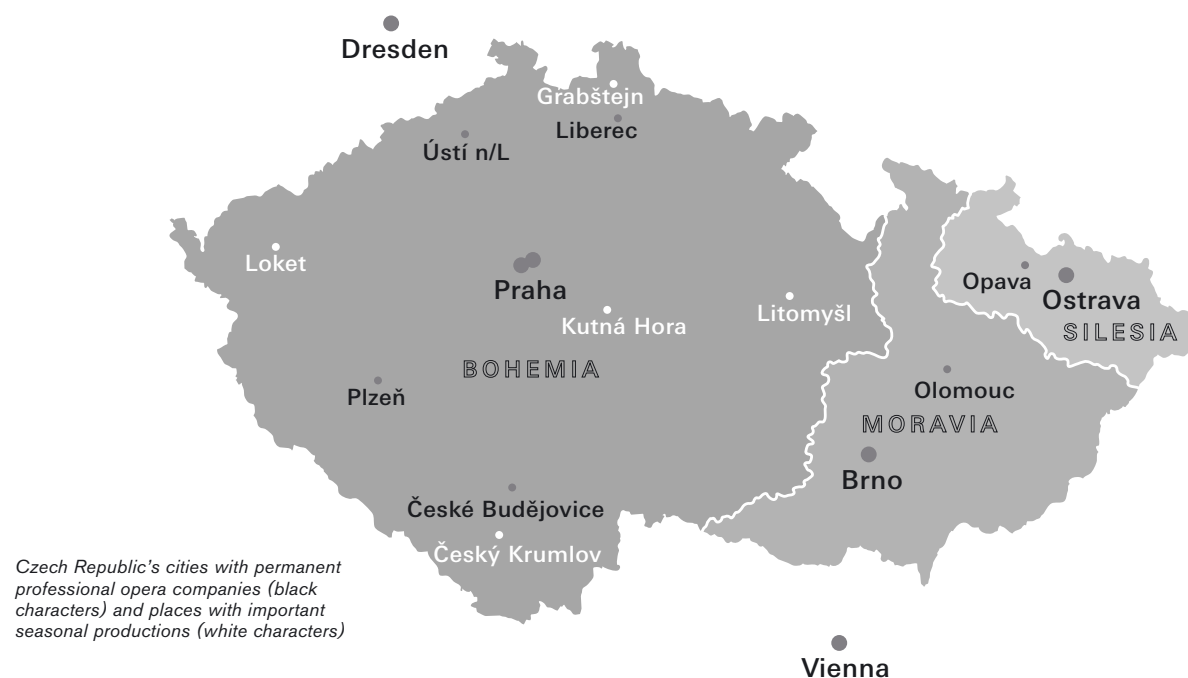 Dresden
Grabštejn
Liberec
Ústí n/L
Loket
Praha
Opava
Ostrava
Litomyšl
Kutná Hora
SILESIA
BOHEMIA
Plzeň
Olomouc
MORAVIA
Brno
České Budějovice
Český Krumlov
Czech Republic's cities with permanent
professional opera companies (black
characters) and places with important
seasonal productions (white characters)
Vienna